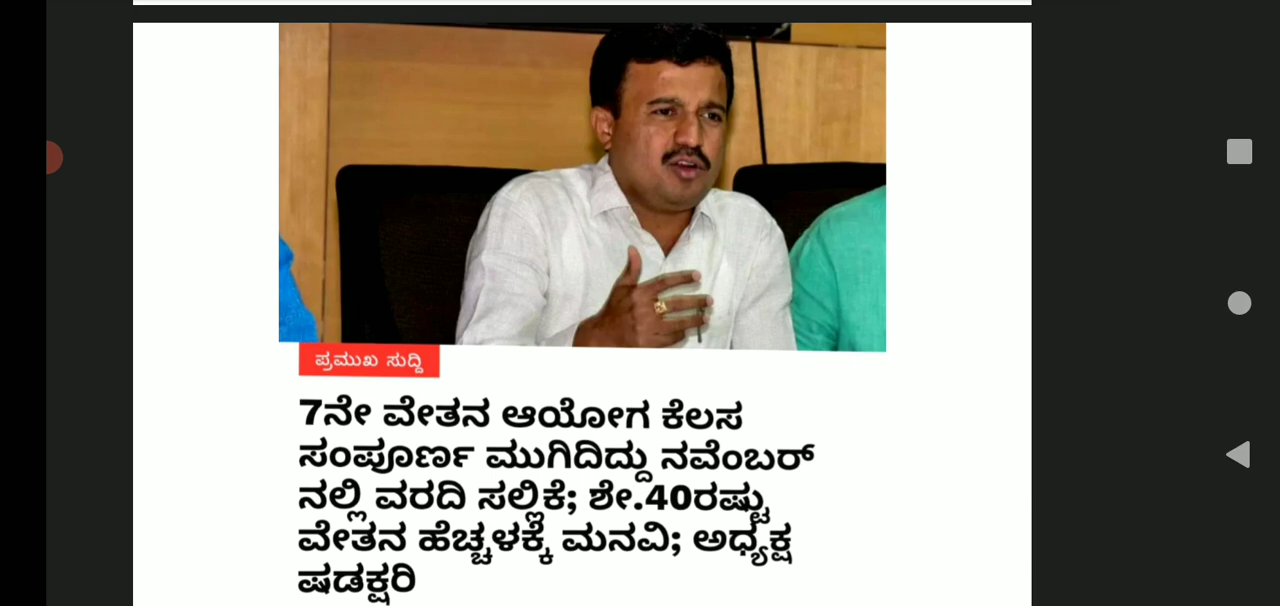 ಪ್ರಮುಖ ಸುದ್ದಿ
7ನೇ ವೇತನ ಆಯೋಗ ಕೆಲಸ
ಸಂಪೂರ್ಣ ಮುಗಿದಿದ್ದು ನವೆಂಬರ್
ನಲ್ಲಿ ವರದಿ ಸಲ್ಲಿಕೆ; ಶೇ.40ರಷ್ಟು
ವೇತನ ಹೆಚ್ಚಳಕ್ಕೆ ಮನವಿ; ಅಧ್ಯಕ್ಷ
ಷಡಕ್ಷರಿ